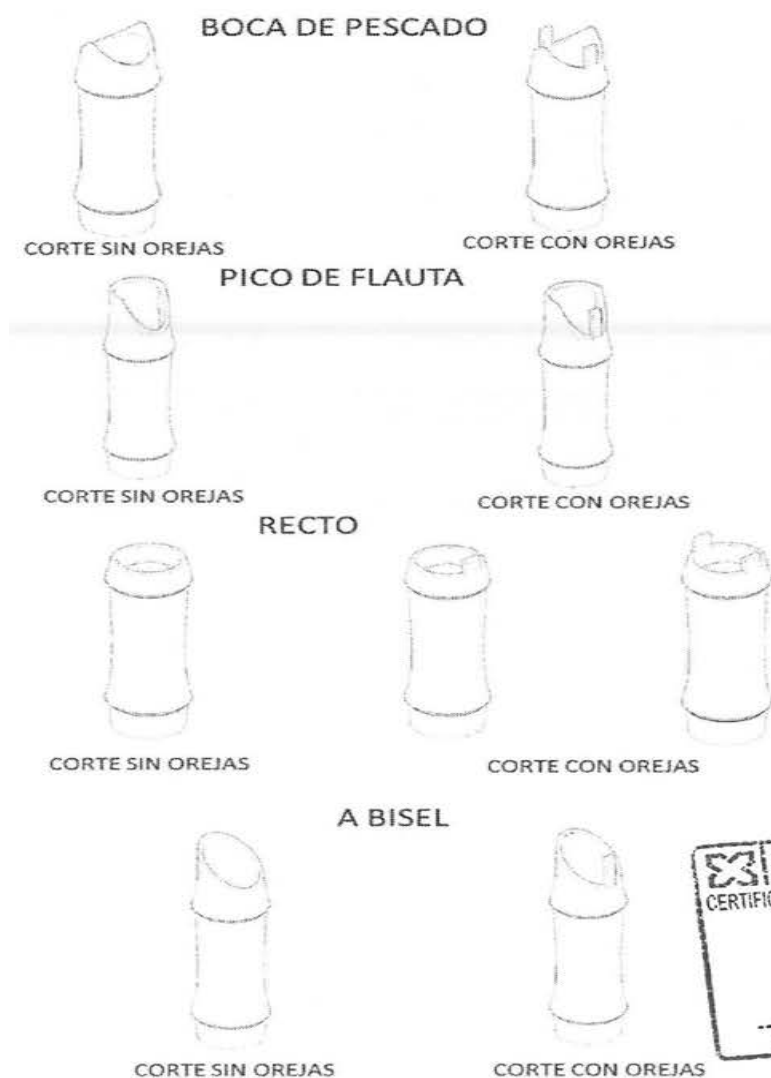 BOCA DE PESCADO
CORTE SIN OREJAS
CORTE CON OREJAS
PICO DE FLAUTA
CORTE SIN OREJAS
CORTE CON OREJAS
RECTO
CORTE SIN OREJAS
CORTE CON OREJAS
A BISEL
CORTE SIN OREJAS
CORTE CON OREJAS